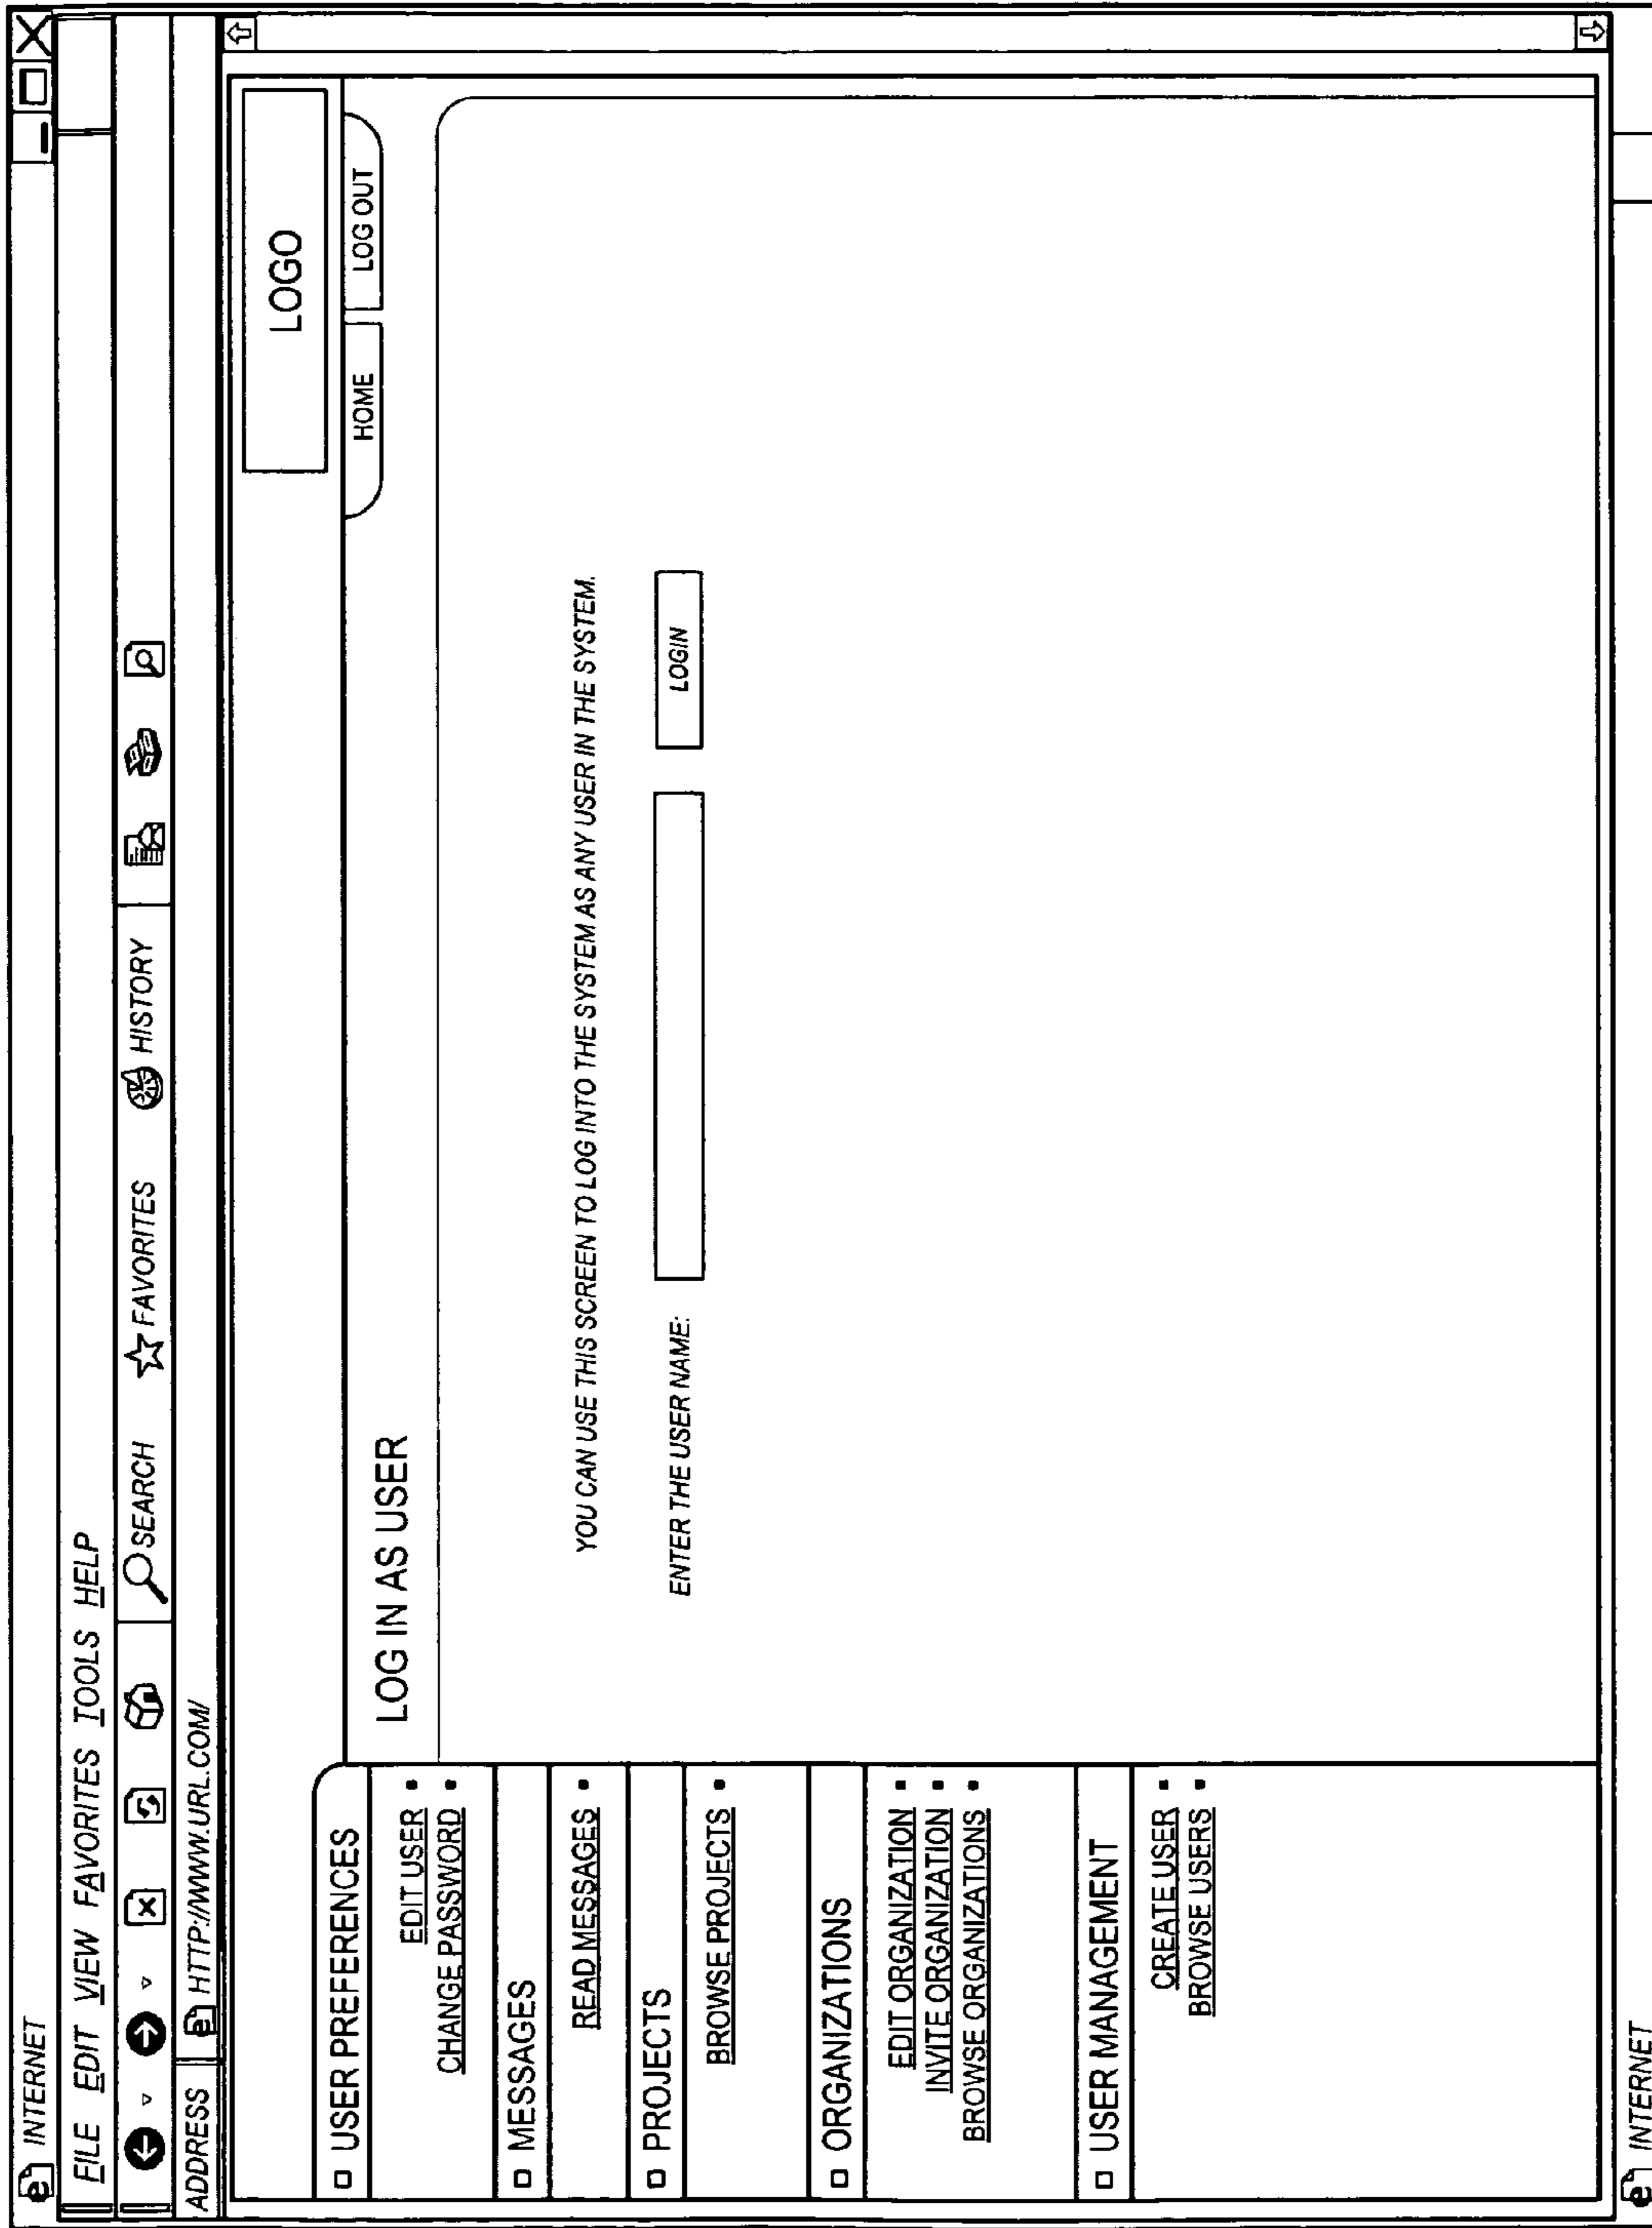 INTERNET
FILE EDIT VIEW FAVORITES TOOLS HELP
SEARCH FAVORITES HISTORY
ADDRESS HTTP://WWW.URL.COM/
LOGO
HOME LOG OUT
LOG IN AS USER
USER PREFERENCES
EDIT USER
CHANGE PASSWORD
MESSAGES
READ MESSAGES
PROJECTS
BROWSE PROJECTS
ORGANIZATIONS
EDIT ORGANIZATION
INVITE ORGANIZATION
BROWSE ORGANIZATIONS
USER MANAGEMENT
CREATE USER
BROWSE USERS
YOU CAN USE THIS SCREEN TO LOG INTO THE SYSTEM AS ANY USER IN THE SYSTEM.
ENTER THE USER NAME: LOGIN
INTERNET